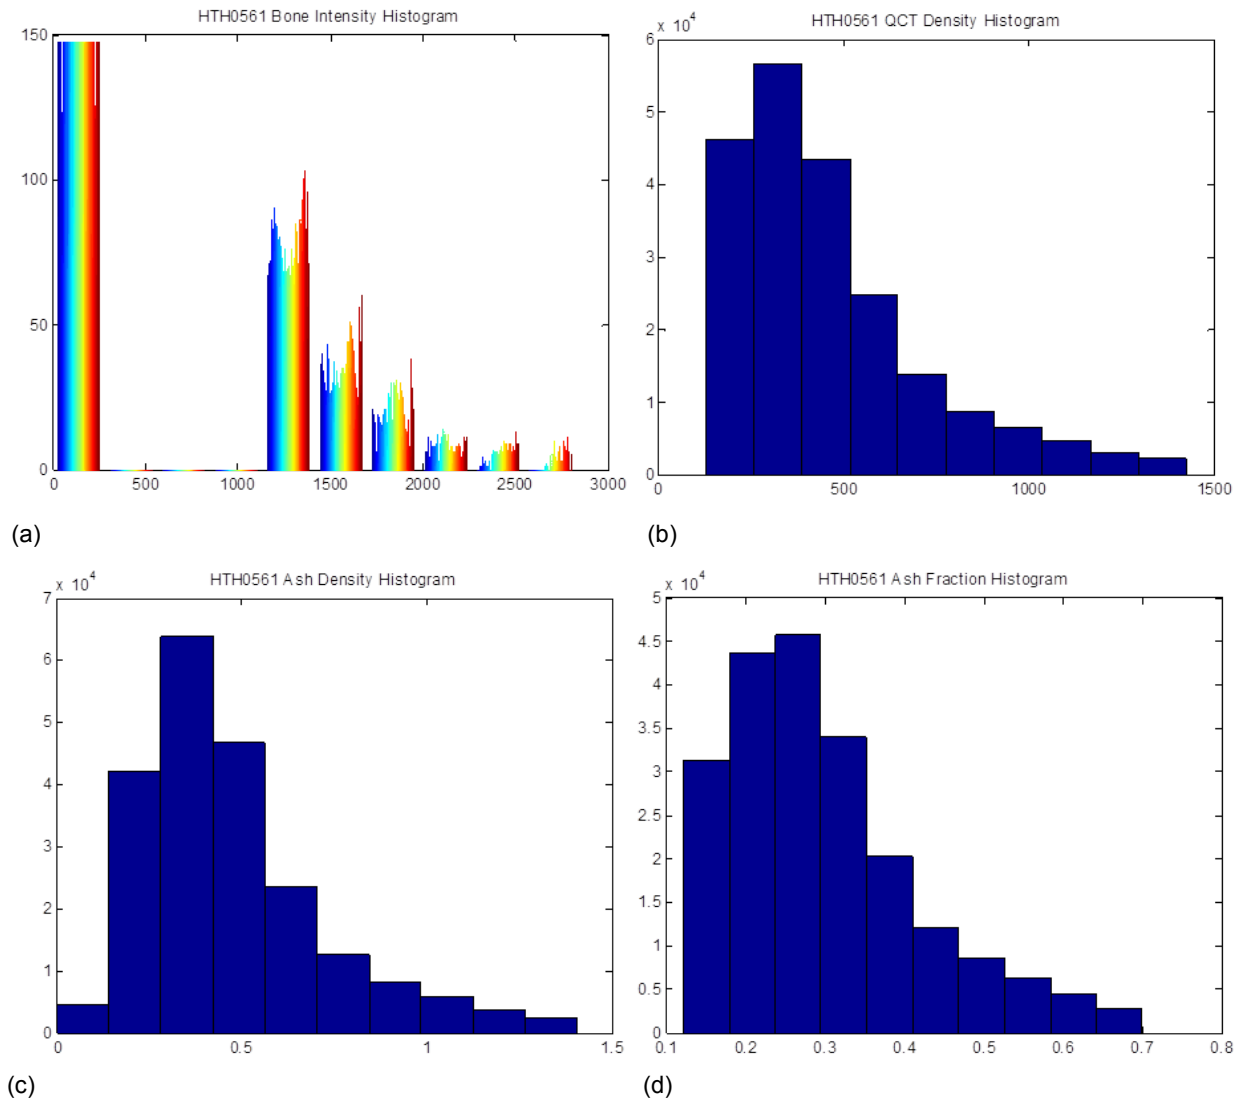 HTH0561 Bone Intensity Histogram
150
100
50
0
0 500 1000 1500 2000 2500 3000
(a)
HTH0561 QCT Density Histogram
x 10^4
6
5
4
3
2
1
0
0 500 1000 1500
(b)
HTH0561 Ash Density Histogram
x 10^4
7
6
5
4
3
2
1
0
0 0.5 1 1.5
(c)
HTH0561 Ash Fraction Histogram
x 10^4
5
4.5
4
3.5
3
2.5
2
1.5
1
0.5
0
0.1 0.2 0.3 0.4 0.5 0.6 0.7 0.8
(d)